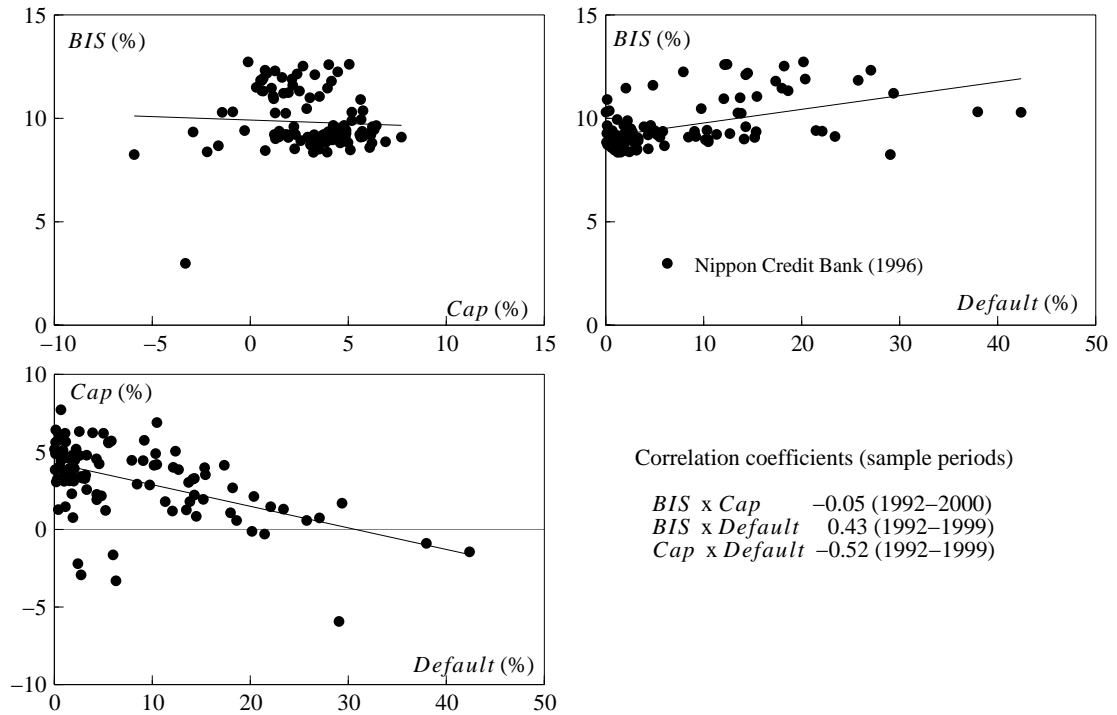 15
BIS (%)
10
5
0
Cap (%)
−10 −5 0 5 10 15
15
BIS (%)
10
5
Nippon Credit Bank (1996)
0
Default (%)
0 10 20 30 40 50
10
Cap (%)
5
0
−5
−10
Default (%)
0 10 20 30 40 50
Correlation coefficients (sample periods)
BIS x Cap −0.05 (1992−2000)
BIS x Default 0.43 (1992−1999)
Cap x Default −0.52 (1992−1999)